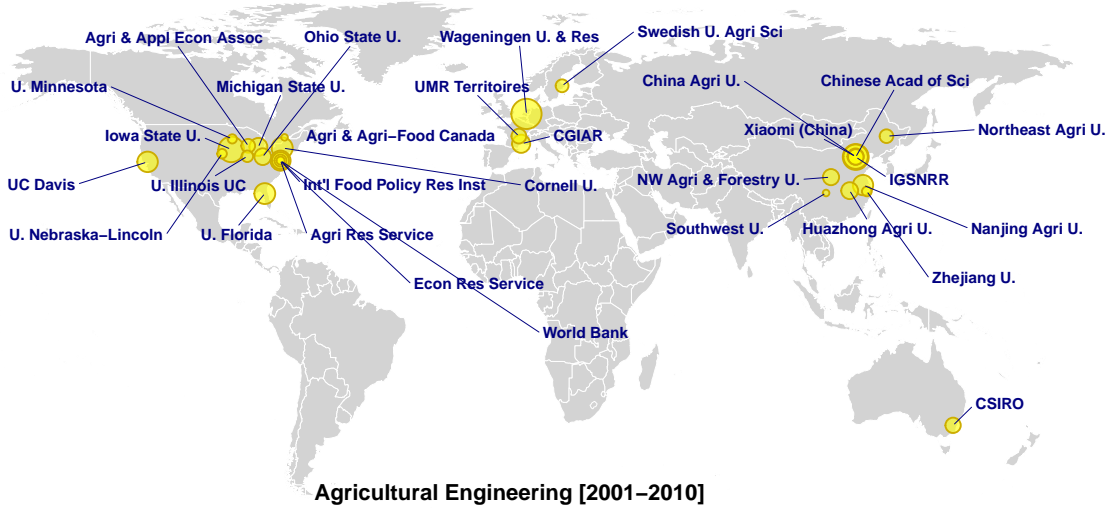 Swedish U. Agri Sci
Agri & Appl Econ Assoc
Ohio State U.
Wageningen U. & Res
U. Minnesota
Michigan State U.
UMR Territoires
China Agri U.
Chinese Acad of Sci
Iowa State U.
Agri & Agri−Food Canada
CGIAR
Xiaomi (China)
Northeast Agri U.
UC Davis
U. Illinois UC
Int'l Food Policy Res Inst
Cornell U.
NW Agri & Forestry U.
IGSNRR
U. Nebraska−Lincoln
U. Florida
Agri Res Service
Southwest U.
Huazhong Agri U.
Nanjing Agri U.
Econ Res Service
Zhejiang U.
World Bank
CSIRO
Agricultural Engineering [2001−2010]